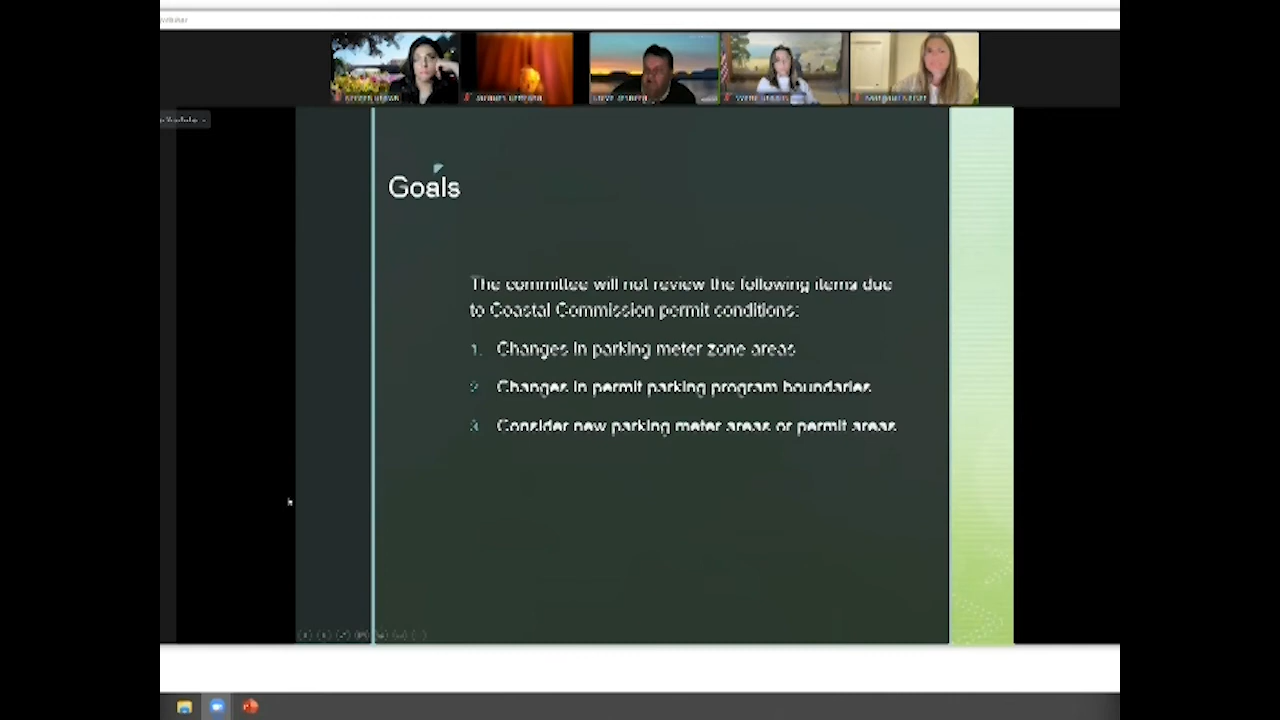 Goals
The committee will not review the following items due
to Coastal Commission permit conditions:
1. Changes in parking meter zone areas
2. Changes in permit parking program boundaries
3. Consider new parking meter areas or permit areas